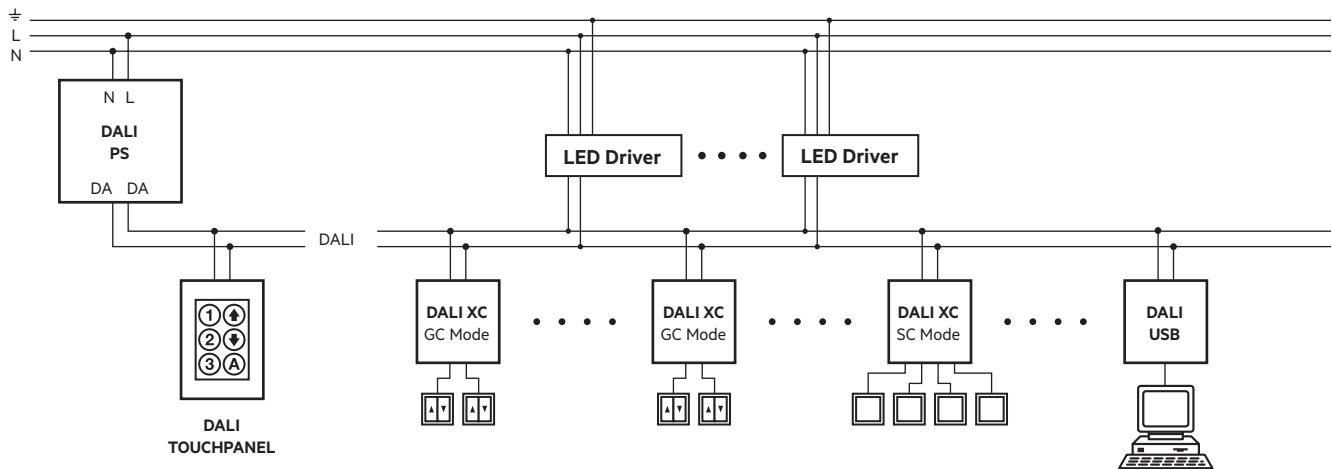 L
N
N L
DALI
PS
DA DA
LED Driver
LED Driver
DALI
DALI XC
GC Mode
DALI XC
GC Mode
DALI XC
SC Mode
DALI
USB
1
2
3 A
DALI
TOUCHPANEL